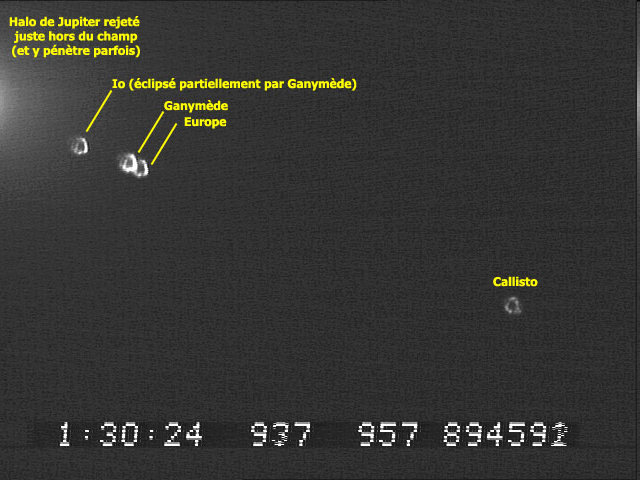 Halo de Jupiter rejeté
juste hors du champ
(et y pénètre parfois)
Io (éclipsé partiellement par Ganymède)
Ganymède
Europe
Callisto
1:30:24 937 957 894592